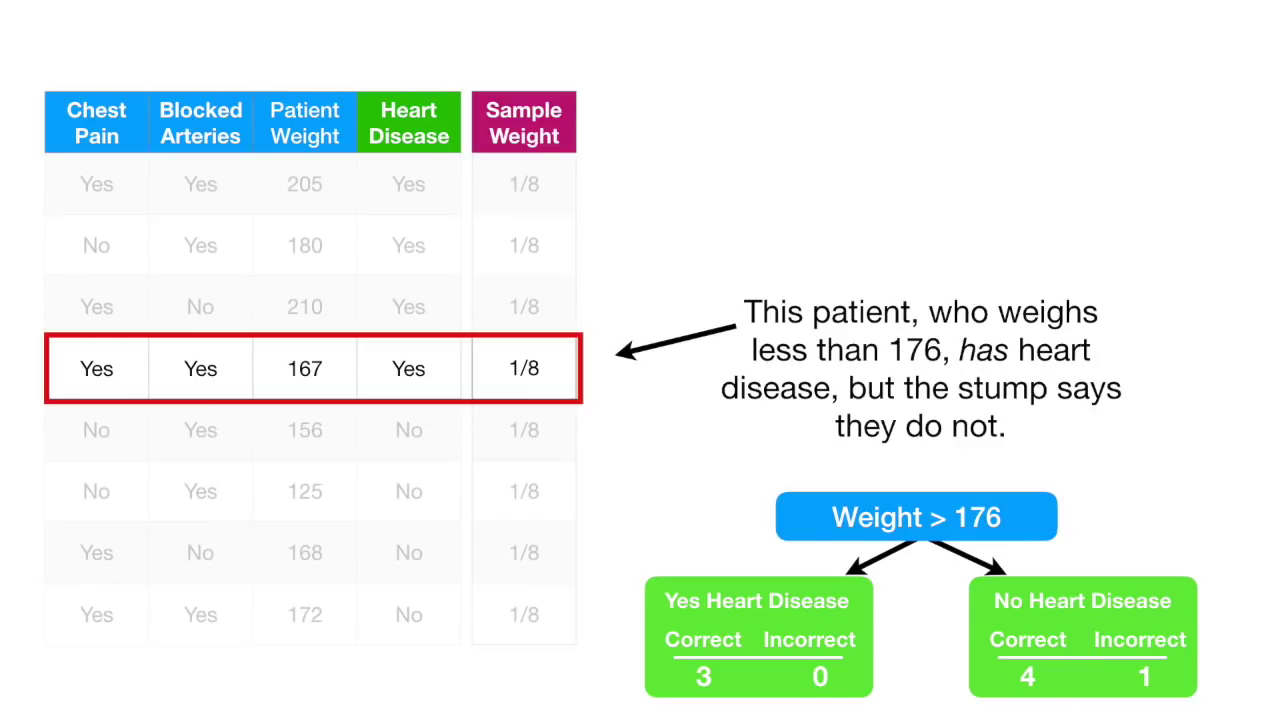 Chest Pain Blocked Arteries Patient Weight Heart Disease Sample Weight
Yes Yes 205 Yes 1/8
No Yes 180 Yes 1/8
Yes No 210 Yes 1/8
Yes Yes 167 Yes 1/8
No Yes 156 No 1/8
No Yes 125 No 1/8
Yes No 168 No 1/8
Yes Yes 172 No 1/8
This patient, who weighs
less than 176, has heart
disease, but the stump says
they do not.
Weight > 176
Yes Heart Disease
Correct Incorrect
3 0
No Heart Disease
Correct Incorrect
4 1